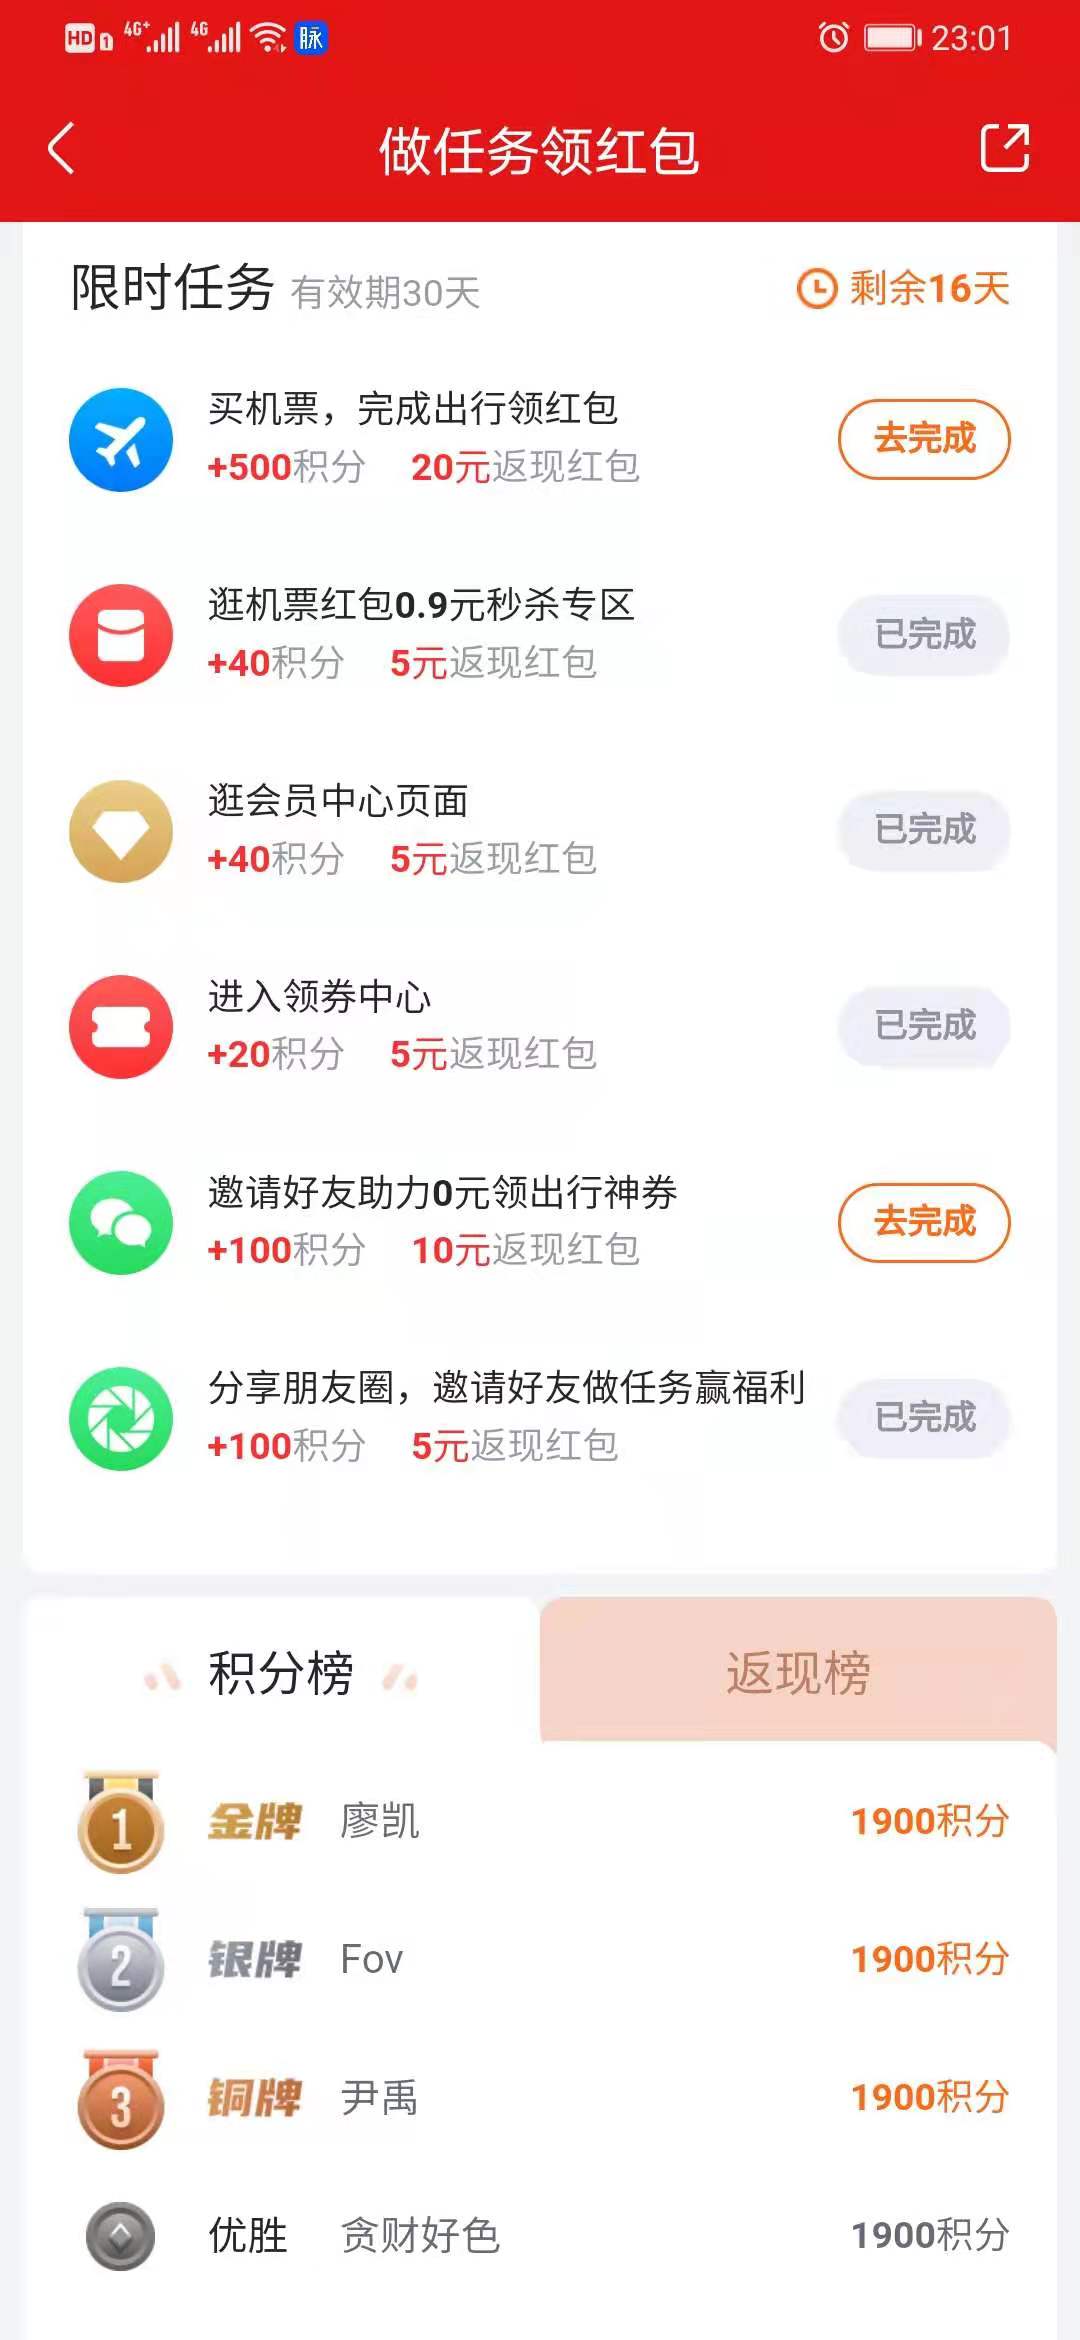 HD 1 4G+ 4G 脉 23:01
做任务领红包
限时任务 有效期30天 剩余16天
买机票，完成出行领红包
+500积分 20元返现红包 去完成
逛机票红包0.9元秒杀专区
+40积分 5元返现红包 已完成
逛会员中心页面
+40积分 5元返现红包 已完成
进入领券中心
+20积分 5元返现红包 已完成
邀请好友助力0元领出行神券
+100积分 10元返现红包 去完成
分享朋友圈，邀请好友做任务赢福利
+100积分 5元返现红包 已完成
积分榜 返现榜
1 金牌 廖凯 1900积分
2 银牌 Fov 1900积分
3 铜牌 尹禹 1900积分
优胜 贪财好色 1900积分